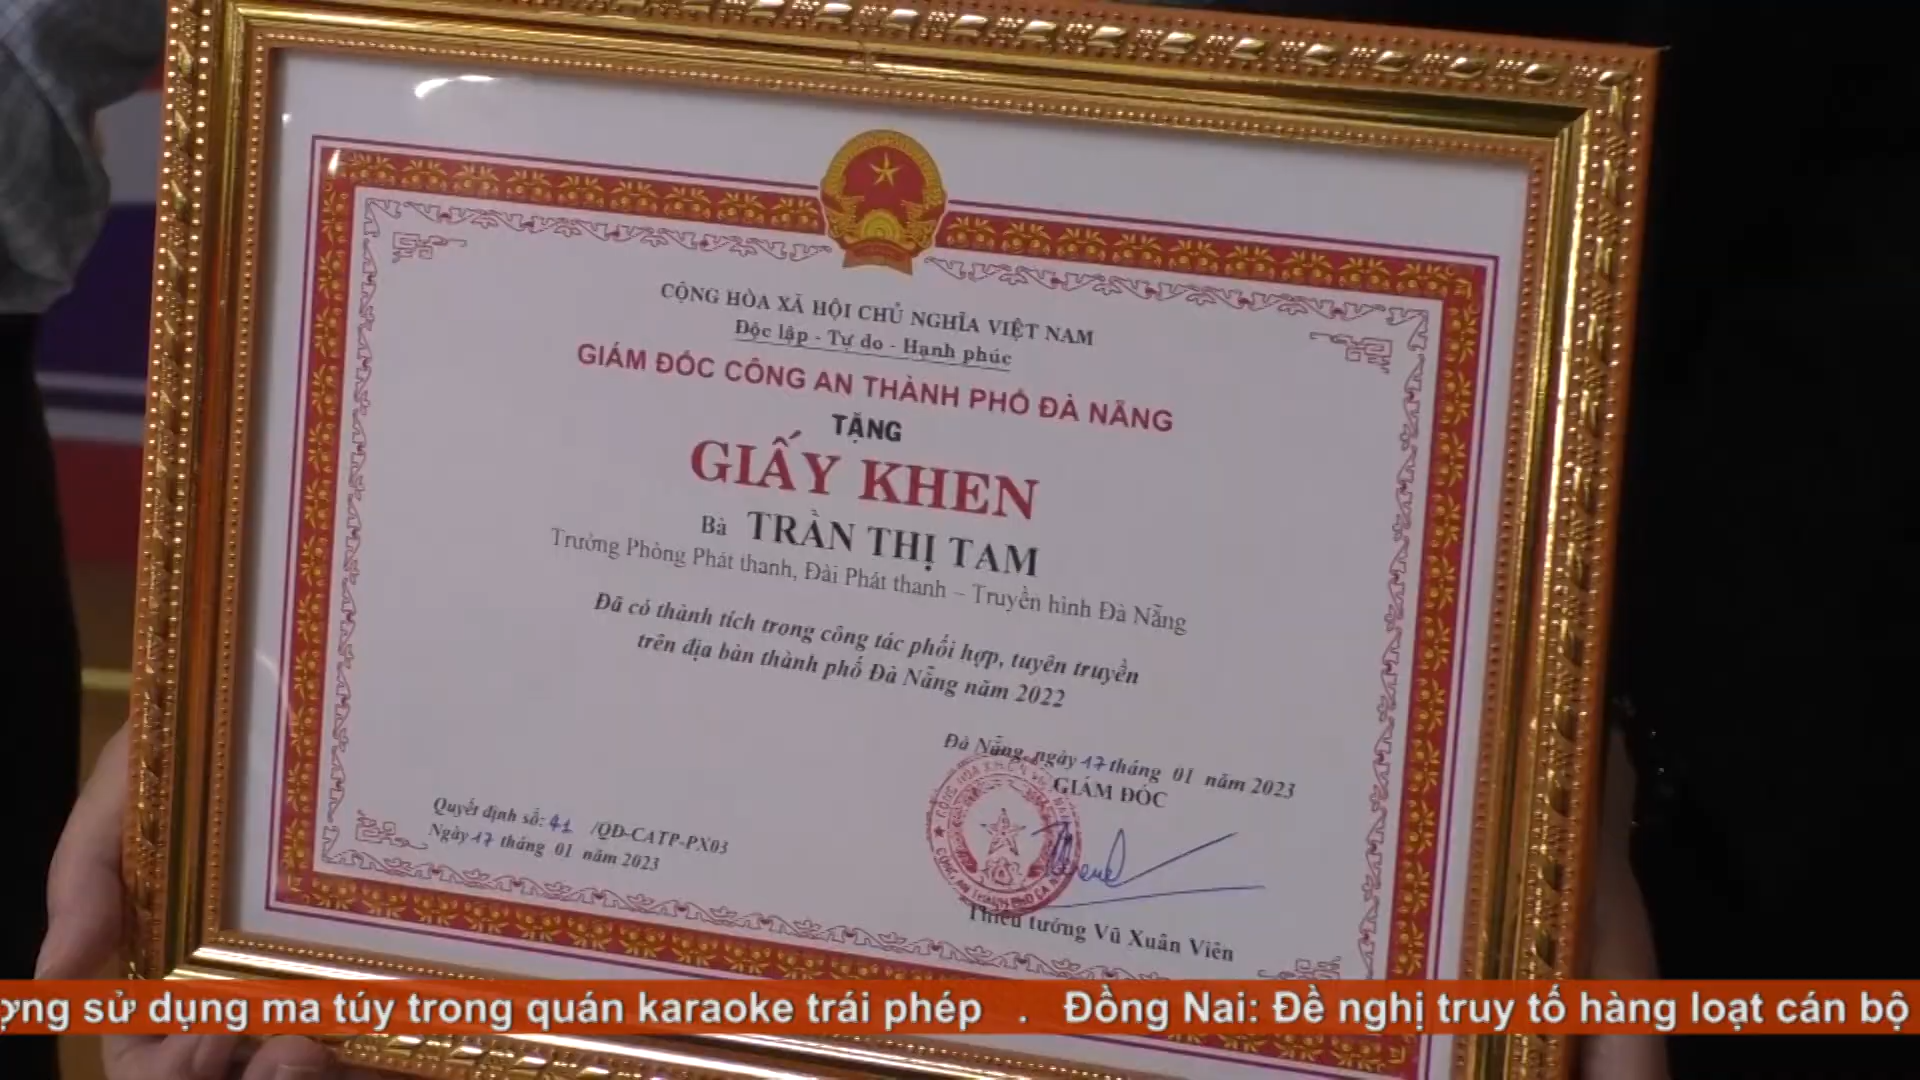 CỘNG HÒA XÃ HỘI CHỦ NGHĨA VIỆT NAM
Độc lập - Tự do - Hạnh phúc
GIÁM ĐỐC CÔNG AN THÀNH PHỐ ĐÀ NẴNG
TẶNG
GIẤY KHEN
Bà TRẦN THỊ TAM
Trưởng Phòng Phát thanh, Đài Phát thanh – Truyền hình Đà Nẵng
Đã có thành tích trong công tác phối hợp, tuyên truyền
trên địa bàn thành phố Đà Nẵng năm 2022
Đà Nẵng, ngày 17 tháng 01 năm 2023
GIÁM ĐỐC
Quyết định số: 41 /QĐ-CATP-PX03
Ngày 17 tháng 01 năm 2023
Thiếu tướng Vũ Xuân Viên
sử dụng ma túy trong quán karaoke trái phép . Đồng Nai: Đề nghị truy tố hàng loạt cán bộ